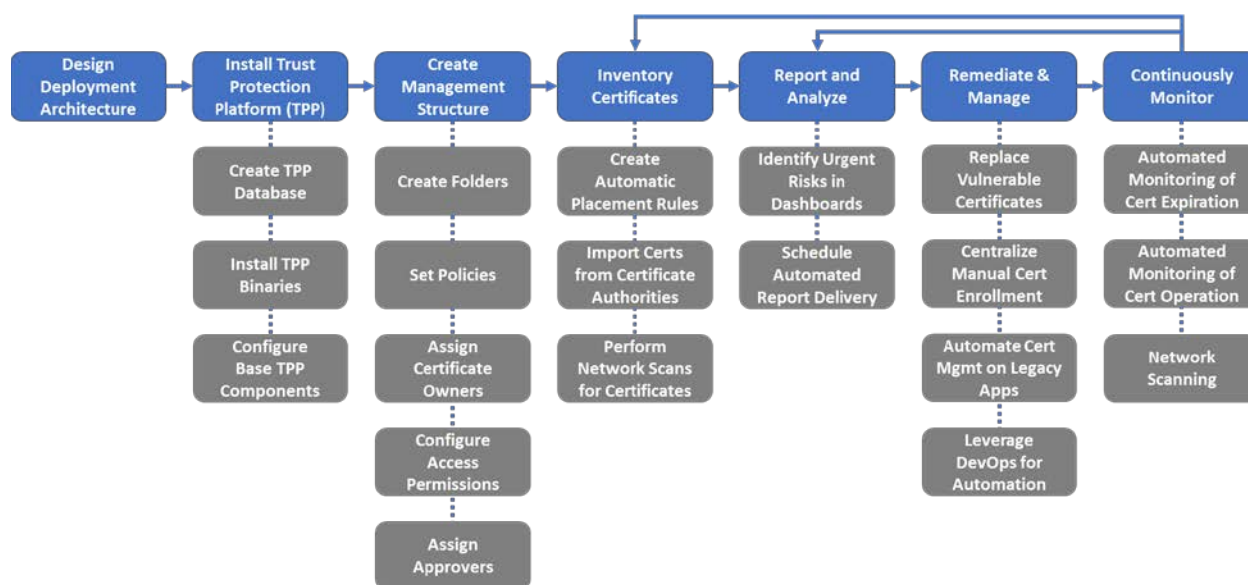 Design
Deployment
Architecture
Install Trust
Protection
Platform (TPP)
Create
Management
Structure
Inventory
Certificates
Report and
Analyze
Remediate &
Manage
Continuously
Monitor
Create TPP
Database
Install TPP
Binaries
Configure
Base TPP
Components
Create Folders
Set Policies
Assign
Certificate
Owners
Configure
Access
Permissions
Assign
Approvers
Create
Automatic
Placement Rules
Import Certs
from Certificate
Authorities
Perform
Network Scans
for Certificates
Identify Urgent
Risks in
Dashboards
Schedule
Automated
Report Delivery
Replace
Vulnerable
Certificates
Centralize
Manual Cert
Enrollment
Automate Cert
Mgmt on Legacy
Apps
Leverage
DevOps for
Automation
Automated
Monitoring of
Cert Expiration
Automated
Monitoring of
Cert Operation
Network
Scanning